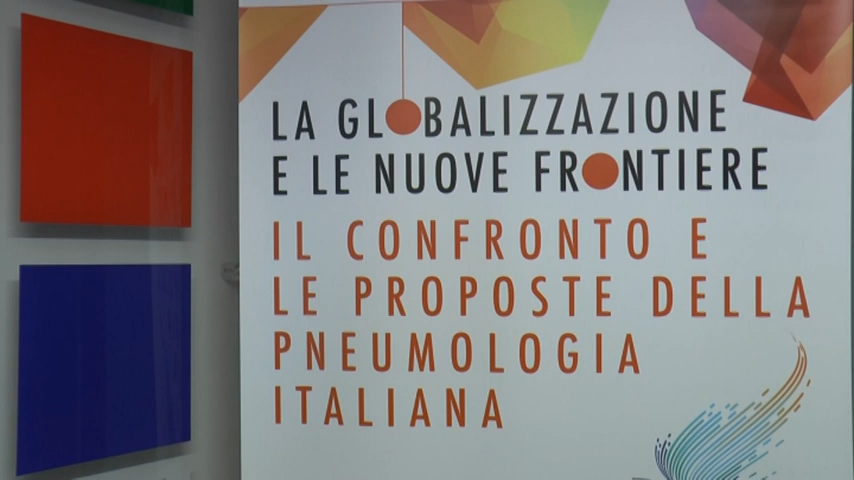 LA GLOBALIZZAZIONE
E LE NUOVE FRONTIERE
IL CONFRONTO E
LE PROPOSTE DELLA
PNEUMOLOGIA
ITALIANA